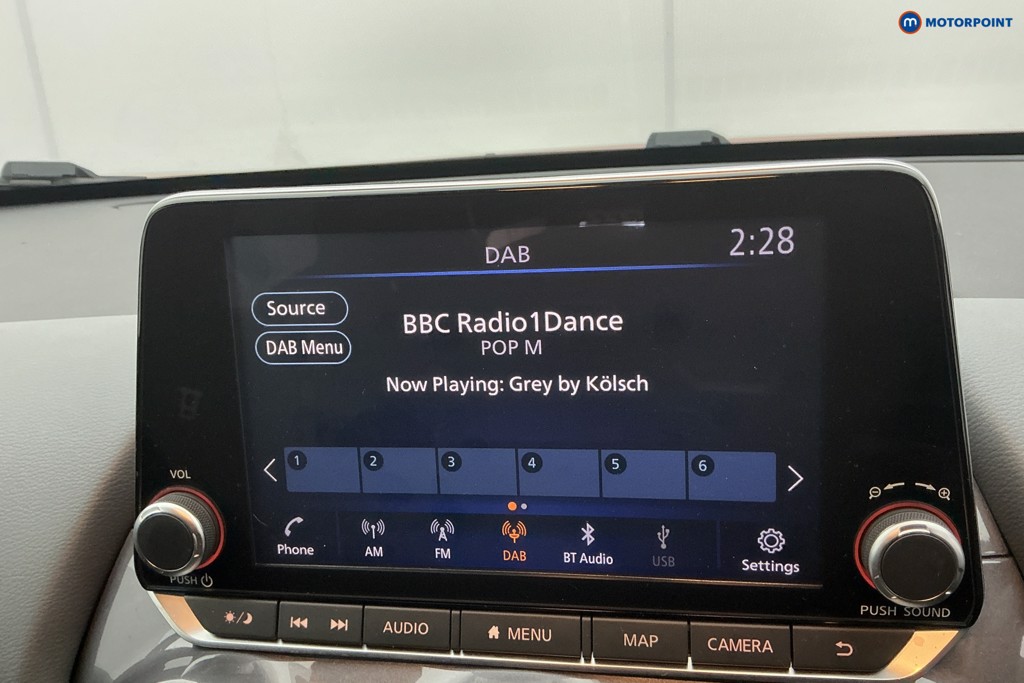 m MOTORPOINT
DAB
2:28
Source
BBC Radio1Dance
DAB Menu
POP M
Now Playing: Grey by Kölsch
1 2 3 4 5 6
VOL
Phone AM FM DAB BT Audio USB Settings
PUSH
PUSH SOUND
AUDIO MENU MAP CAMERA